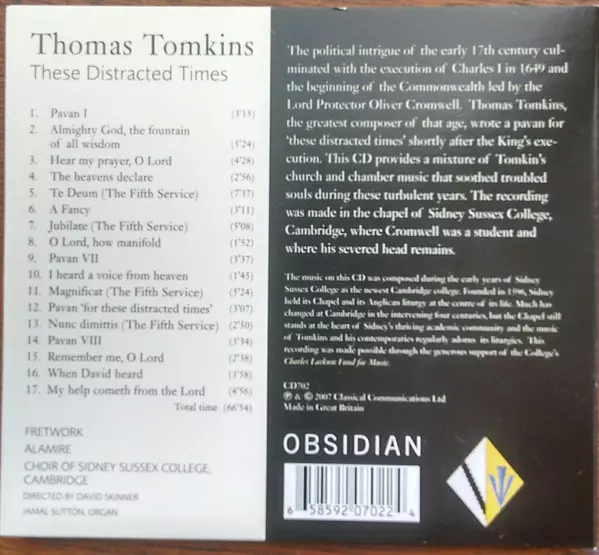 Thomas Tomkins
These Distracted Times
1. Pavan I (3'15)
2. Almighty God, the fountain
of all wisdom (3'24)
3. Hear my prayer, O Lord (4'28)
4. The heavens declare (2'56)
5. Te Deum (The Fifth Service) (7'37)
6. A Fancy (3'11)
7. Jubilate (The Fifth Service) (5'08)
8. O Lord, how manifold (1'52)
9. Pavan VII (3'37)
10. I heard a voice from heaven (1'45)
11. Magnificat (The Fifth Service) (5'24)
12. Pavan 'for these distracted times' (3'07)
13. Nunc dimittis (The Fifth Service) (2'50)
14. Pavan VIII (3'34)
15. Remember me, O Lord (2'38)
16. When David heard (3'58)
17. My help cometh from the Lord (4'56)
Total time (66'54)
FRETWORK
ALAMIRE
CHOIR OF SIDNEY SUSSEX COLLEGE,
CAMBRIDGE
DIRECTED BY DAVID SKINNER
JAMAL SUTTON, ORGAN
The political intrigue of the early 17th century cul-
minated with the execution of Charles I in 1649 and
the beginning of the Commonwealth led by the
Lord Protector Oliver Cromwell. Thomas Tomkins,
the greatest composer of that age, wrote a pavan for
'these distracted times' shortly after the King's exe-
cution. This CD provides a mixture of Tomkin's
church and chamber music that soothed troubled
souls during these turbulent years. The recording
was made in the chapel of Sidney Sussex College,
Cambridge, where Cromwell was a student and
where his severed head remains.
The music on this CD was composed during the early years of Sidney
Sussex College as the newest Cambridge college. Founded in 1596, Sidney
held its Chapel and its Anglican liturgy at the centre of its life. Much has
changed at Cambridge in the intervening four centuries, but the Chapel still
stands at the heart of Sidney's thriving academic community and the music
of Tomkins and his contemporaries regularly adorns its liturgies. This
recording was made possible through the generous support of the College's
Charles Larkum Fund for Music.
CD702
℗ & © 2007 Classical Communications Ltd
Made in Great Britain
OBSIDIAN
6 58592 07022 4